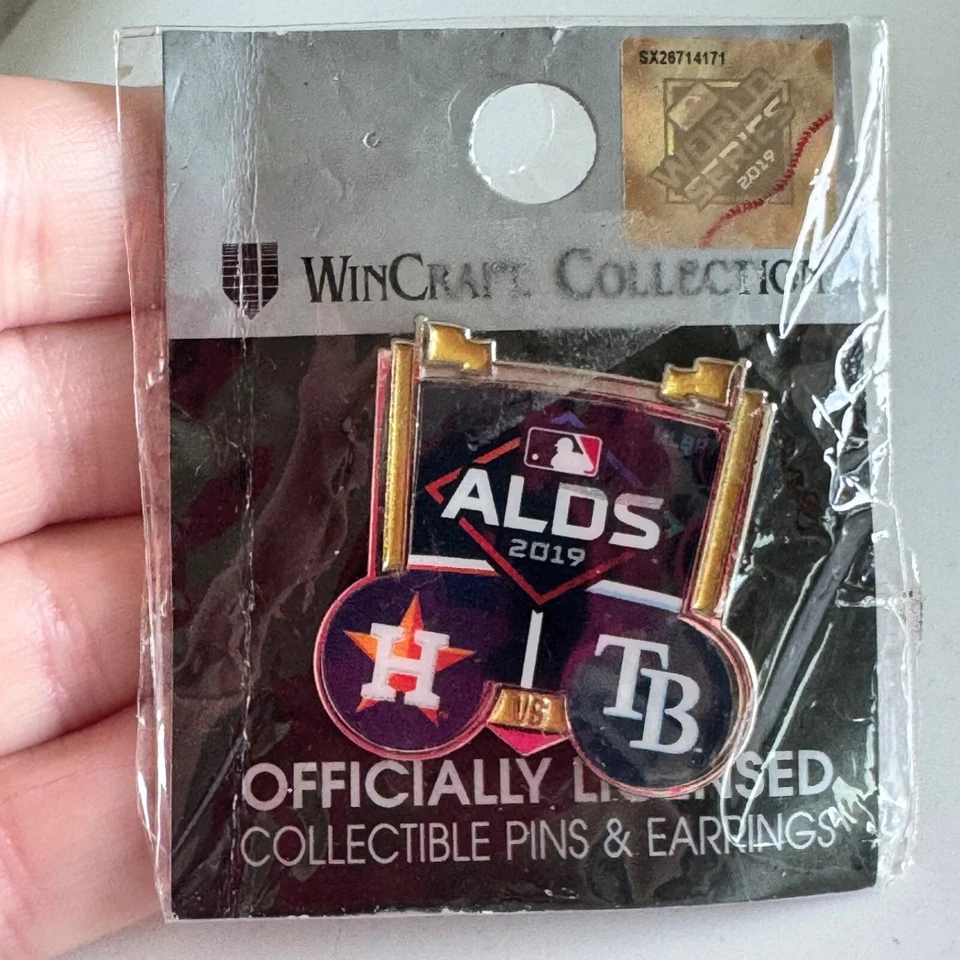 SX26714171
WORLD
SERIES
2019
WINCRAFT COLLECTION
ALDS
2019
H
TB
VS
OFFICIALLY LICENSED
COLLECTIBLE PINS & EARRINGS